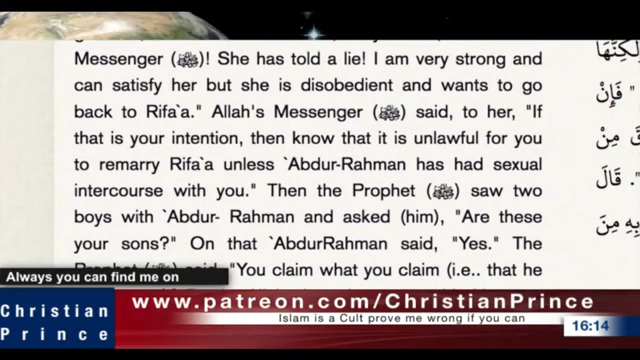 Messenger (ﷺ)! She has told a lie! I am very strong and
can satisfy her but she is disobedient and wants to go
back to Rifa`a." Allah's Messenger (ﷺ) said, to her, "If
that is your intention, then know that it is unlawful for you
to remarry Rifa`a unless `Abdur-Rahman has had sexual
intercourse with you." Then the Prophet (ﷺ) saw two
boys with `Abdur- Rahman and asked (him), "Are these
your sons?" On that `AbdurRahman said, "Yes." The
Prophet (ﷺ) said, "You claim what you claim (i.e.. that he
" فَإِنْ
مِنْ
". قَالَ
بِهِ مِنَ
Always you can find me on
Christian
Prince
www.patreon.com/ChristianPrince
Islam is a Cult prove me wrong if you can
16:14